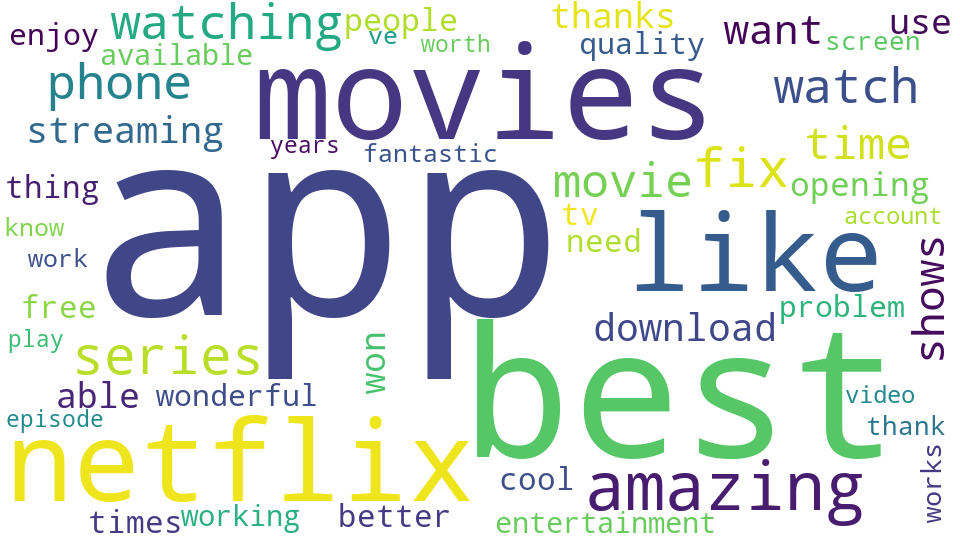 enjoy
watching
people
ve
worth
thanks
quality
want
use
screen
available
phone
movies
watch
streaming
years
fantastic
time
thing
app
movie
fix
opening
know
tv
need
like
account
work
free
play
series
won
download
problem
shows
able
wonderful
best
video
episode
thank
netflix
cool
amazing
works
times
working
better
entertainment